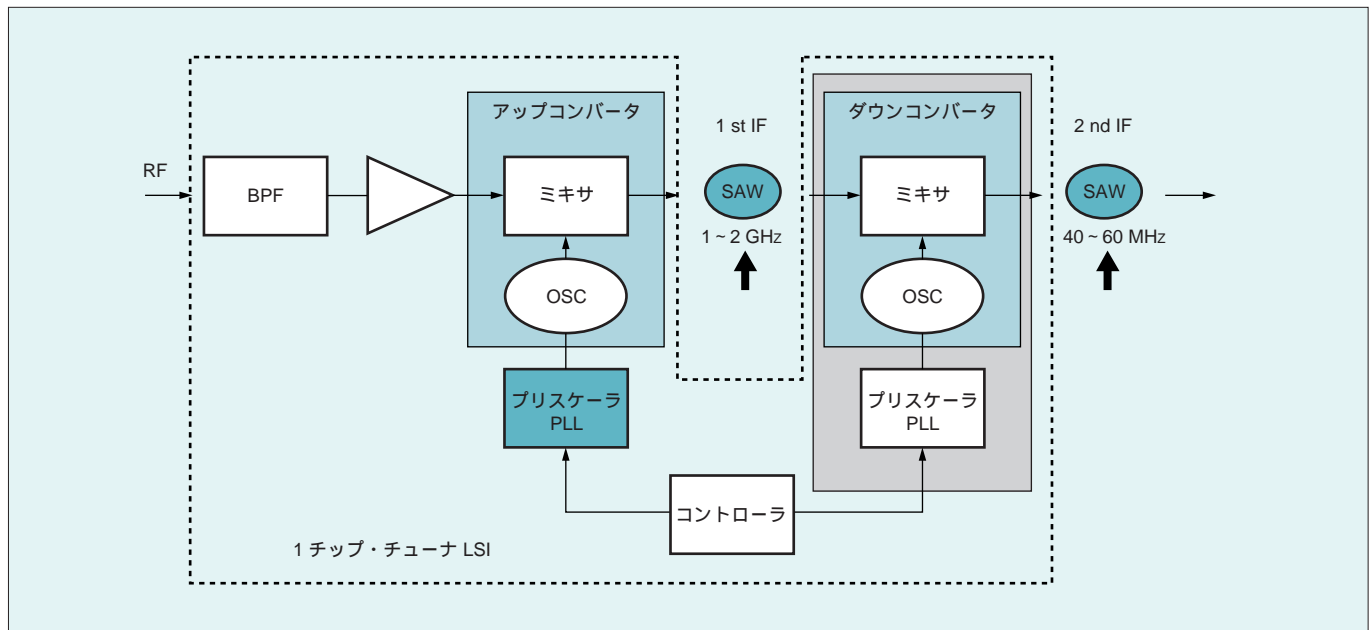 アップコンバータ
ダウンコンバータ
1 st IF
2 nd IF
RF
BPF
ミキサ
SAW
ミキサ
SAW
1 ~ 2 GHz
40 ~ 60 MHz
OSC
OSC
プリスケーラ
PLL
プリスケーラ
PLL
コントローラ
1 チップ・チューナ LSI